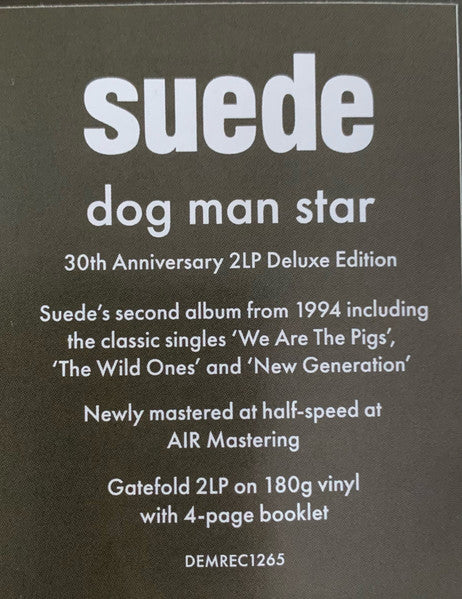 suede
dog man star
30th Anniversary 2LP Deluxe Edition
Suede's second album from 1994 including
the classic singles 'We Are The Pigs',
'The Wild Ones' and 'New Generation'
Newly mastered at half-speed at
AIR Mastering
Gatefold 2LP on 180g vinyl
with 4-page booklet
DEMREC1265